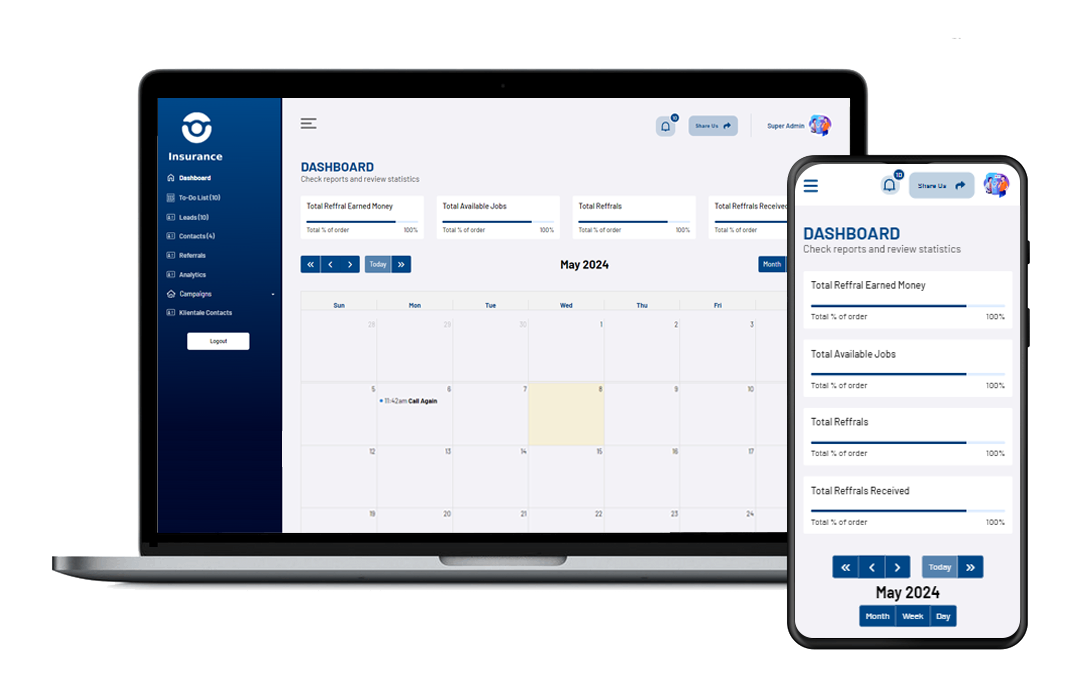 Insurance
Dashboard
To-Do List (10)
Leads (10)
Contacts (4)
Referrals
Analytics
Campaigns
Klientale Contacts
Logout
10
Share Us
Super Admin
DASHBOARD
Check reports and review statistics
Total Reffral Earned Money
Total % of order 100%
Total Available Jobs
Total % of order 100%
Total Reffrals
Total % of order 100%
Total Reffrals Received
Total % of order
« < > Today »
May 2024
Month
Sun Mon Tue Wed Thu Fri
28 29 30 1 2 3
5 6 7 8 9 10
11:42am Call Again
12 13 14 15 16 17
19 20 21 22 23 24
10
Share Us
DASHBOARD
Check reports and review statistics
Total Reffral Earned Money
Total % of order 100%
Total Available Jobs
Total % of order 100%
Total Reffrals
Total % of order 100%
Total Reffrals Received
Total % of order 100%
« < > Today »
May 2024
Month Week Day